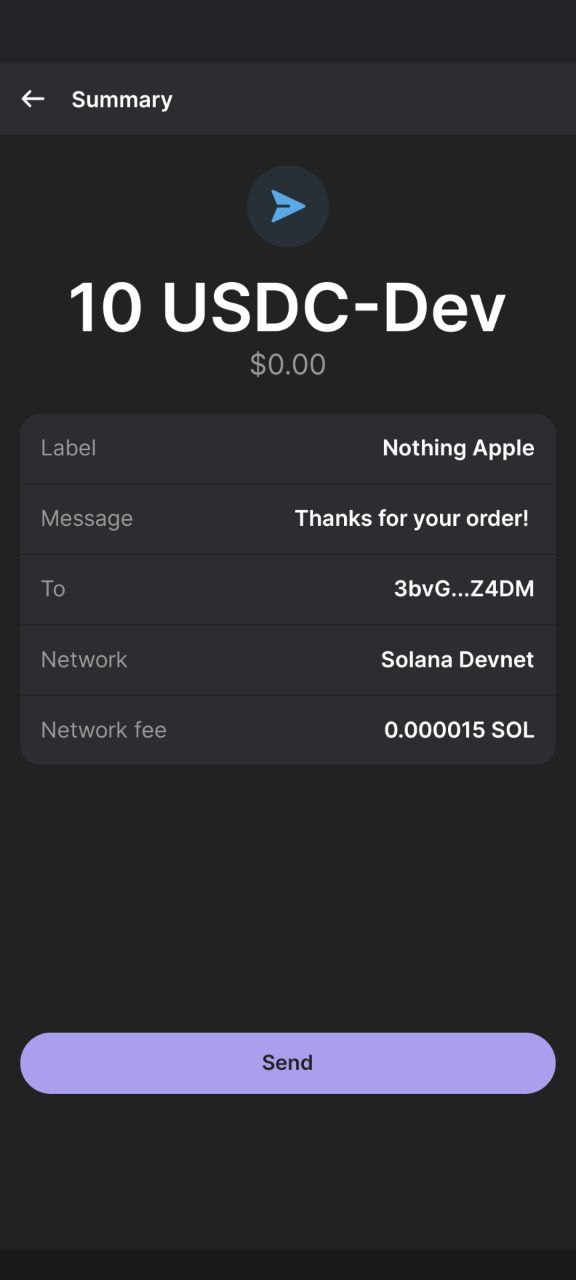 Summary
10 USDC-Dev
$0.00
Label Nothing Apple
Message Thanks for your order!
To 3bvG...Z4DM
Network Solana Devnet
Network fee 0.000015 SOL
Send